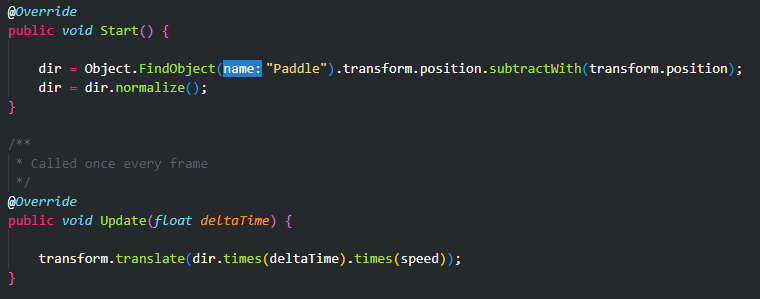 @Override
public void Start() {
dir = Object.FindObject(name: "Paddle").transform.position.subtractWith(transform.position);
dir = dir.normalize();
}
/**
* Called once every frame
*/
@Override
public void Update(float deltaTime) {
transform.translate(dir.times(deltaTime).times(speed));
}